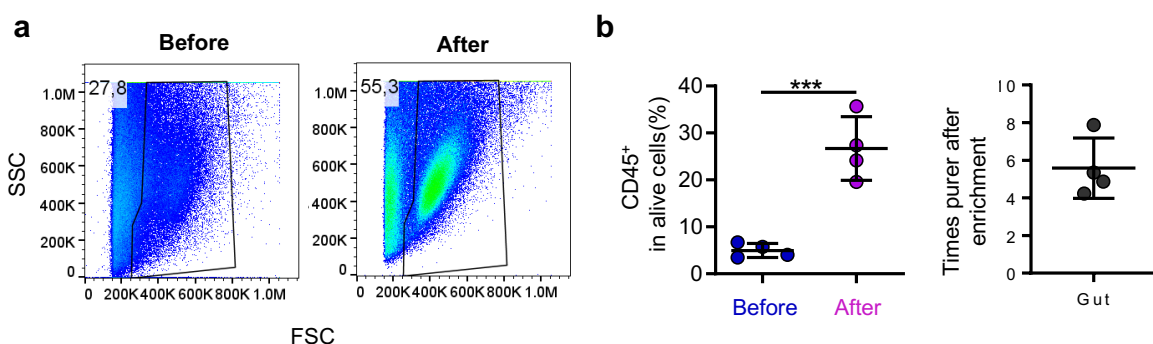 a
Before
After
27,8
55,3
SSC
1.0M
800K
600K
400K
200K
0
0 200K 400K 600K 800K 1.0M
1.0M
800K
600K
400K
200K
0
0 200K 400K 600K 800K 1.0M
FSC
b
CD45+
in alive cells(%)
40
30
20
10
0
***
Before
After
Times purer after
enrichment
10
8
6
4
2
0
Gut